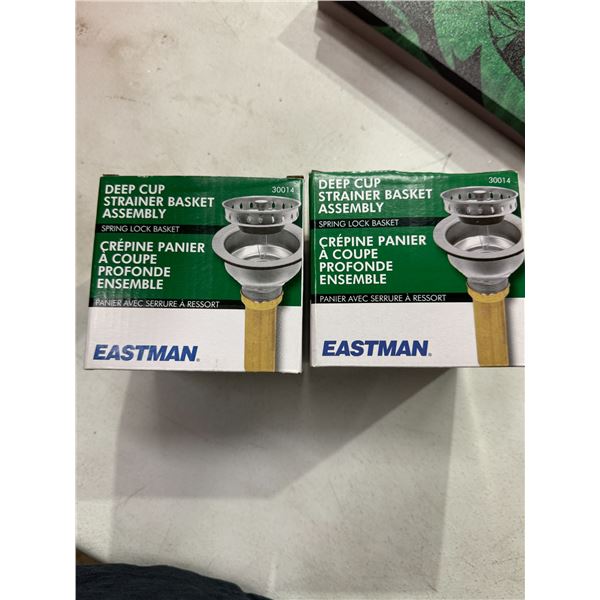 DEEP CUP
STRAINER BASKET
ASSEMBLY
30014
SPRING LOCK BASKET
CRÉPINE PANIER
À COUPE
PROFONDE
ENSEMBLE
PANIER AVEC SERRURE À RESSORT
EASTMAN®
DEEP CUP
STRAINER BASKET
ASSEMBLY
30014
SPRING LOCK BASKET
CRÉPINE PANIER
À COUPE
PROFONDE
ENSEMBLE
PANIER AVEC SERRURE À RESSORT
EASTMAN®